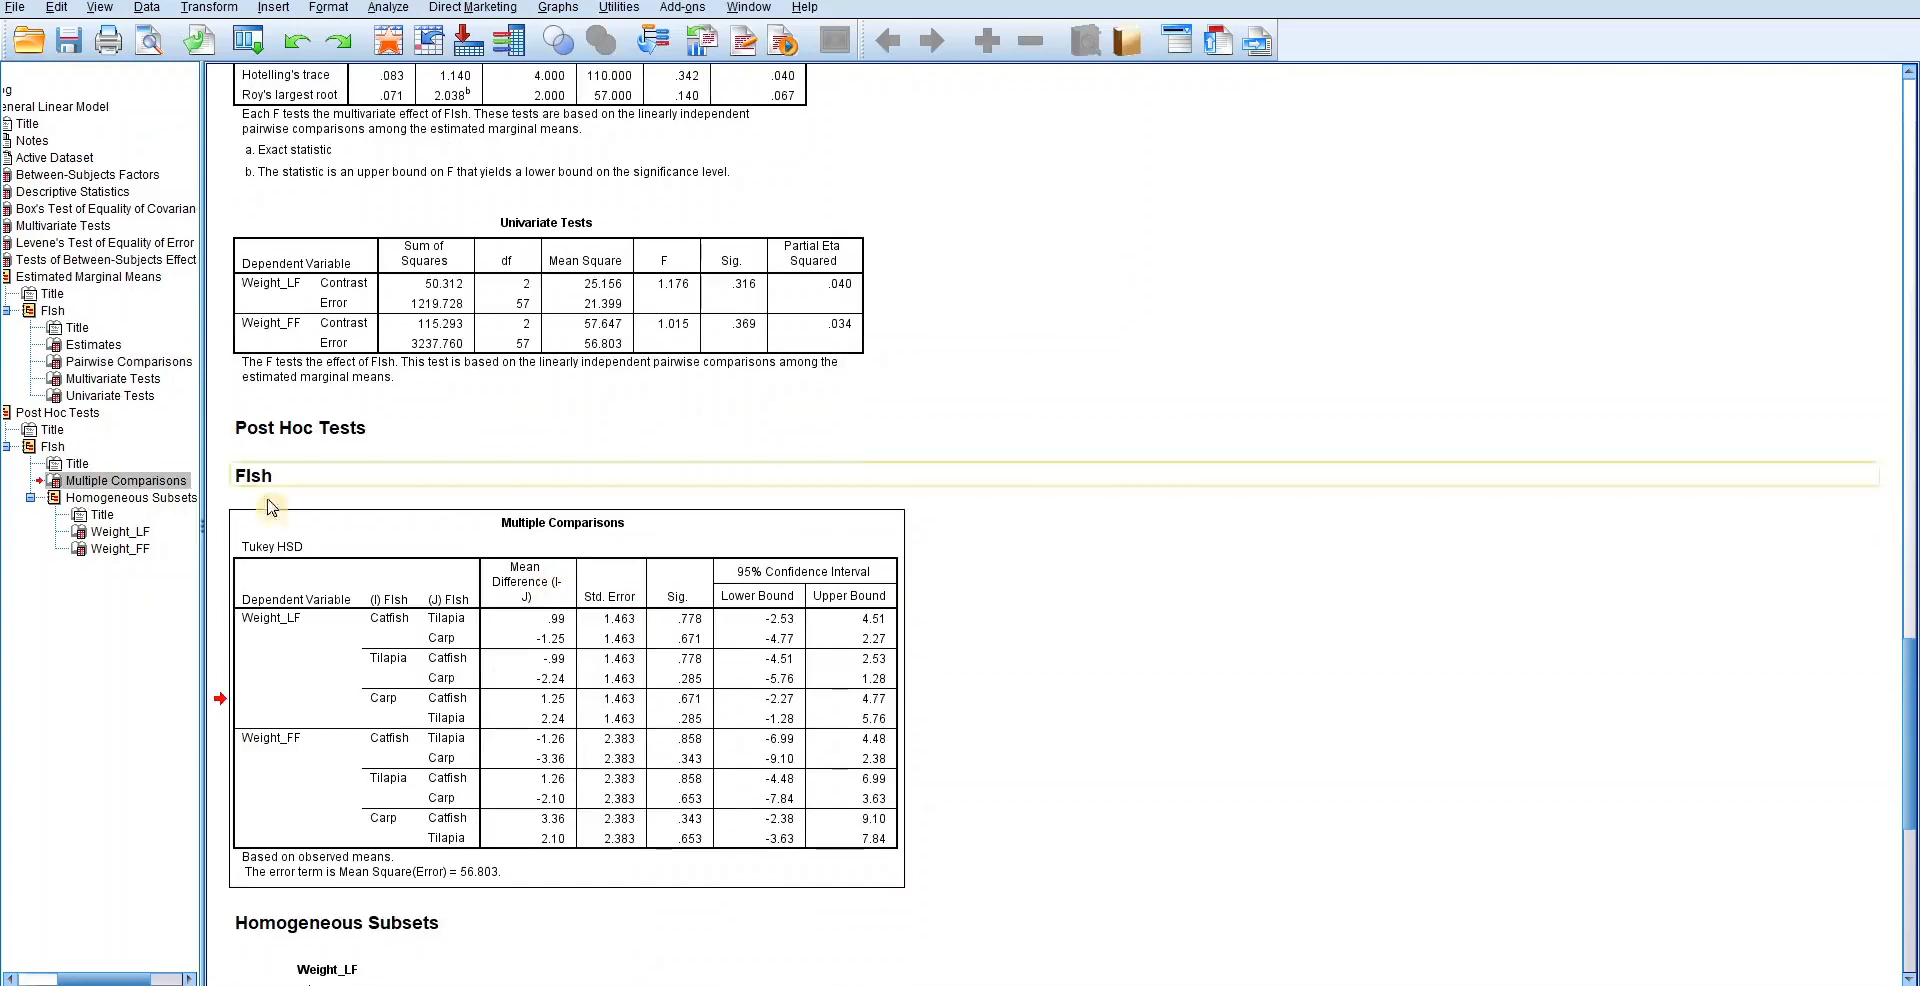 File Edit View Data Transform Insert Format Analyze Direct Marketing Graphs Utilities Add-ons Window Help
og
eneral Linear Model
Title
Notes
Active Dataset
Between-Subjects Factors
Descriptive Statistics
Box's Test of Equality of Covarian
Multivariate Tests
Levene's Test of Equality of Error
Tests of Between-Subjects Effect
Estimated Marginal Means
Title
FIsh
Title
Estimates
Pairwise Comparisons
Multivariate Tests
Univariate Tests
Post Hoc Tests
Title
FIsh
Title
Multiple Comparisons
Homogeneous Subsets
Title
Weight_LF
Weight_FF
Hotelling's trace .083 1.140 4.000 110.000 .342 .040
Roy's largest root .071 2.038b 2.000 57.000 .140 .067
Each F tests the multivariate effect of FIsh. These tests are based on the linearly independent
pairwise comparisons among the estimated marginal means.
a. Exact statistic
b. The statistic is an upper bound on F that yields a lower bound on the significance level.
Univariate Tests
Dependent Variable Sum of Squares df Mean Square F Sig. Partial Eta Squared
Weight_LF Contrast 50.312 2 25.156 1.176 .316 .040
Error 1219.728 57 21.399
Weight_FF Contrast 115.293 2 57.647 1.015 .369 .034
Error 3237.760 57 56.803
The F tests the effect of FIsh. This test is based on the linearly independent pairwise comparisons among the
estimated marginal means.
Post Hoc Tests
FIsh
Multiple Comparisons
Tukey HSD
Dependent Variable (I) FIsh (J) FIsh Mean Difference (I-J) Std. Error Sig. 95% Confidence Interval
Lower Bound Upper Bound
Weight_LF Catfish Tilapia .99 1.463 .778 -2.53 4.51
Carp -1.25 1.463 .671 -4.77 2.27
Tilapia Catfish -.99 1.463 .778 -4.51 2.53
Carp -2.24 1.463 .285 -5.76 1.28
Carp Catfish 1.25 1.463 .671 -2.27 4.77
Tilapia 2.24 1.463 .285 -1.28 5.76
Weight_FF Catfish Tilapia -1.26 2.383 .858 -6.99 4.48
Carp -3.36 2.383 .343 -9.10 2.38
Tilapia Catfish 1.26 2.383 .858 -4.48 6.99
Carp -2.10 2.383 .653 -7.84 3.63
Carp Catfish 3.36 2.383 .343 -2.38 9.10
Tilapia 2.10 2.383 .653 -3.63 7.84
Based on observed means.
The error term is Mean Square(Error) = 56.803.
Homogeneous Subsets
Weight_LF